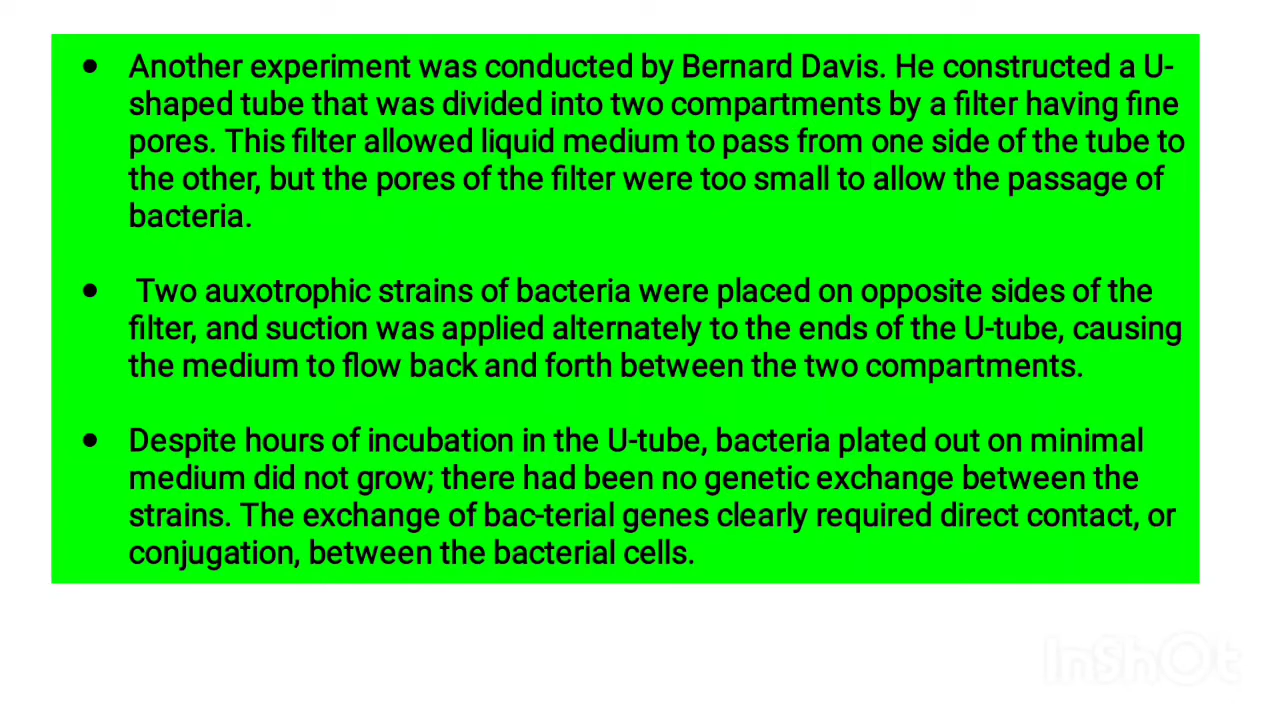 ● Another experiment was conducted by Bernard Davis. He constructed a U-
shaped tube that was divided into two compartments by a filter having fine
pores. This filter allowed liquid medium to pass from one side of the tube to
the other, but the pores of the filter were too small to allow the passage of
bacteria.
● Two auxotrophic strains of bacteria were placed on opposite sides of the
filter, and suction was applied alternately to the ends of the U-tube, causing
the medium to flow back and forth between the two compartments.
● Despite hours of incubation in the U-tube, bacteria plated out on minimal
medium did not grow; there had been no genetic exchange between the
strains. The exchange of bac-terial genes clearly required direct contact, or
conjugation, between the bacterial cells.
InShOt